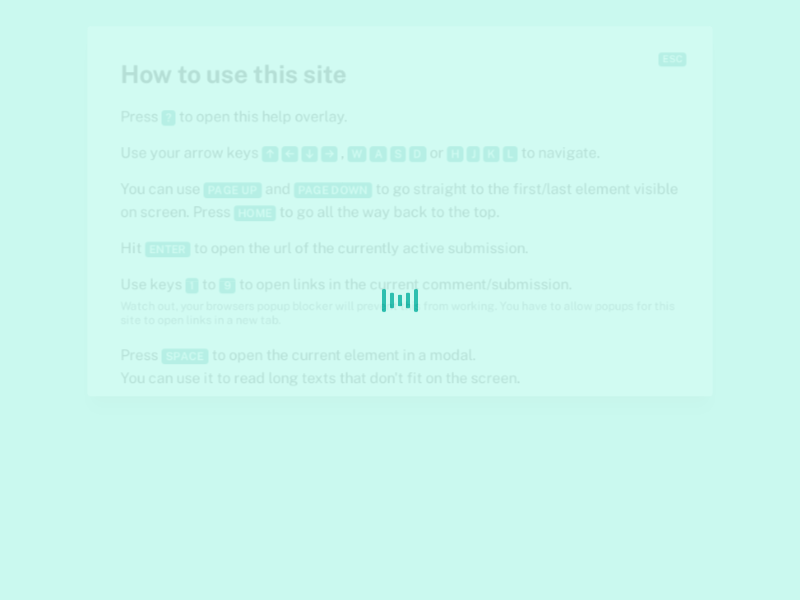 How to use this site
ESC
Press ? to open this help overlay.
Use your arrow keys ↑ ← ↓ → , W A S D or H J K L to navigate.
You can use PAGE UP and PAGE DOWN to go straight to the first/last element visible
on screen. Press HOME to go all the way back to the top.
Hit ENTER to open the url of the currently active submission.
Use keys 1 to 9 to open links in the current comment/submission.
Watch out, your browsers popup blocker will from working. You have to allow popups for this
site to open links in a new tab.
Press SPACE to open the current element in a modal.
You can use it to read long texts that don't fit on the screen.